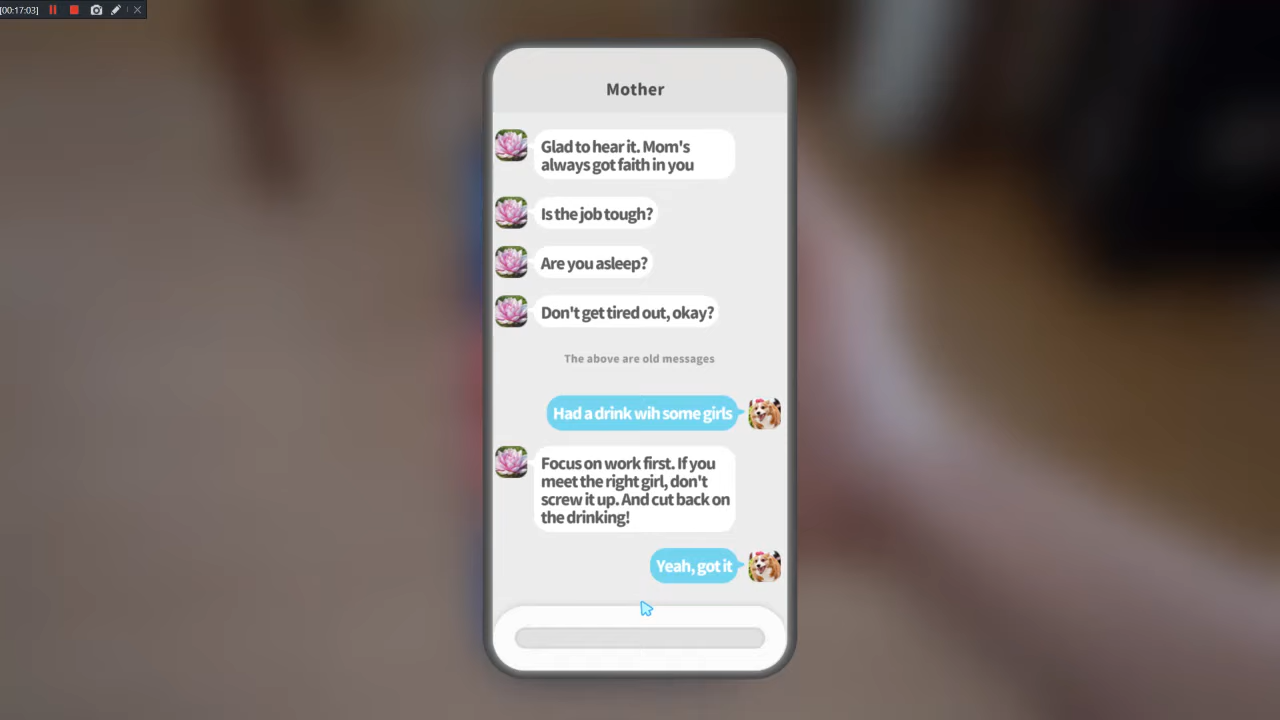 [00:17:03]
Mother
Glad to hear it. Mom's
always got faith in you
Is the job tough?
Are you asleep?
Don't get tired out, okay?
The above are old messages
Had a drink wih some girls
Focus on work first. If you
meet the right girl, don't
screw it up. And cut back on
the drinking!
Yeah, got it